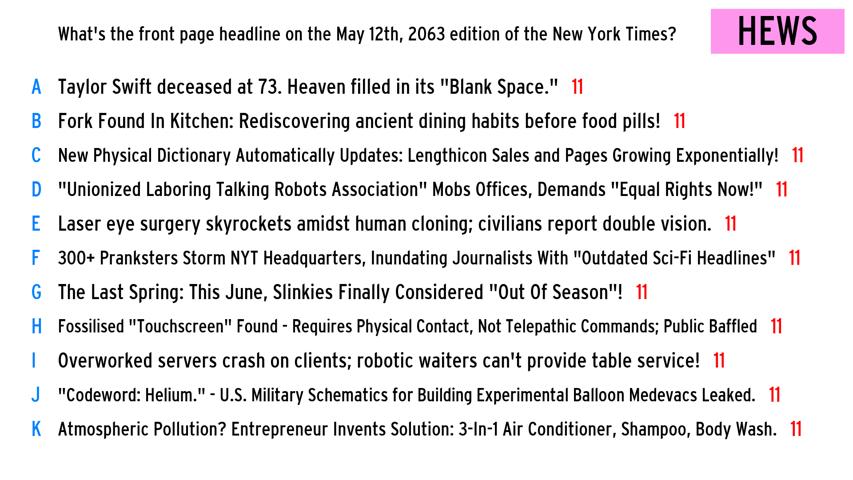 What's the front page headline on the May 12th, 2063 edition of the New York Times?
HEWS
A Taylor Swift deceased at 73. Heaven filled in its "Blank Space." 11
B Fork Found In Kitchen: Rediscovering ancient dining habits before food pills! 11
C New Physical Dictionary Automatically Updates: Lengthicon Sales and Pages Growing Exponentially! 11
D "Unionized Laboring Talking Robots Association" Mobs Offices, Demands "Equal Rights Now!" 11
E Laser eye surgery skyrockets amidst human cloning; civilians report double vision. 11
F 300+ Pranksters Storm NYT Headquarters, Inundating Journalists With "Outdated Sci-Fi Headlines" 11
G The Last Spring: This June, Slinkies Finally Considered "Out Of Season"! 11
H Fossilised "Touchscreen" Found - Requires Physical Contact, Not Telepathic Commands; Public Baffled 11
I Overworked servers crash on clients; robotic waiters can't provide table service! 11
J "Codeword: Helium." - U.S. Military Schematics for Building Experimental Balloon Medevacs Leaked. 11
K Atmospheric Pollution? Entrepreneur Invents Solution: 3-In-1 Air Conditioner, Shampoo, Body Wash. 11